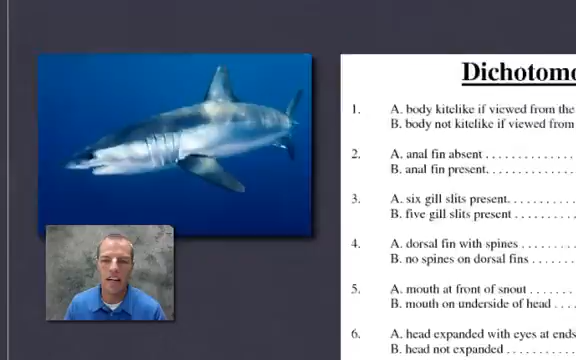 Dichotomo
1. A. body kitelike if viewed from the
B. body not kitelike if viewed from
2. A. anal fin absent . . . . . . . . . . . . . . .
B. anal fin present. . . . . . . . . . . . . . .
3. A. six gill slits present. . . . . . . . . . . .
B. five gill slits present . . . . . . . . . . .
4. A. dorsal fin with spines . . . . . . . . . .
B. no spines on dorsal fins . . . . . . . .
5. A. mouth at front of snout . . . . . . . .
B. mouth on underside of head . . . .
6. A. head expanded with eyes at ends
B. head not expanded . . . . . . . . . . . .